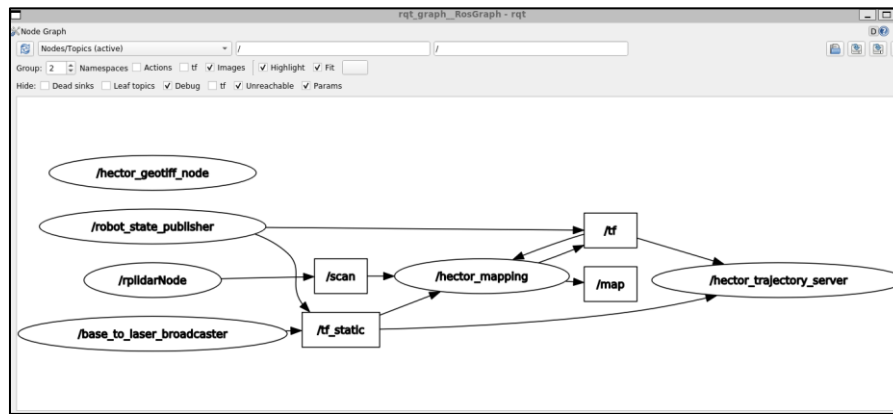 rqt_graph__RosGraph - rqt
Node Graph
D
Nodes/Topics (active) / /
Group: 2 Namespaces Actions tf Images Highlight Fit
Hide: Dead sinks Leaf topics Debug tf Unreachable Params
/hector_geotiff_node
/robot_state_publisher
/tf
/rplidarNode
/scan
/hector_mapping
/map
/hector_trajectory_server
/base_to_laser_broadcaster
/tf_static